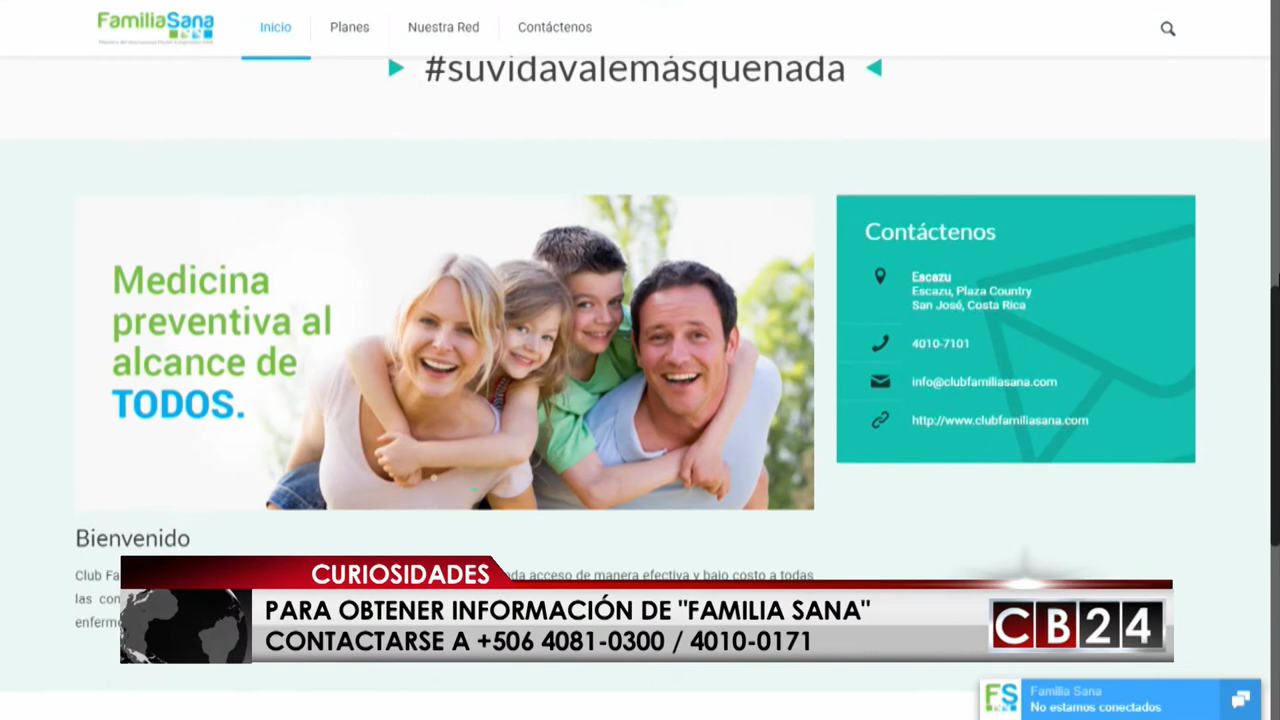 FamiliaSana
Inicio
Planes
Nuestra Red
Contáctenos
#suvidavalemásquenada
Medicina
preventiva al
alcance de
TODOS.
Contáctenos
Escazu
Escazu, Plaza Country
San José, Costa Rica
4010-7101
info@clubfamiliasana.com
http://www.clubfamiliasana.com
Bienvenido
Club Fa
acceso de manera efectiva y bajo costo a todas
las con
enferm
CURIOSIDADES
PARA OBTENER INFORMACIÓN DE "FAMILIA SANA"
CONTACTARSE A +506 4081-0300 / 4010-0171
CB24
FS
Familia Sana
No estamos conectados